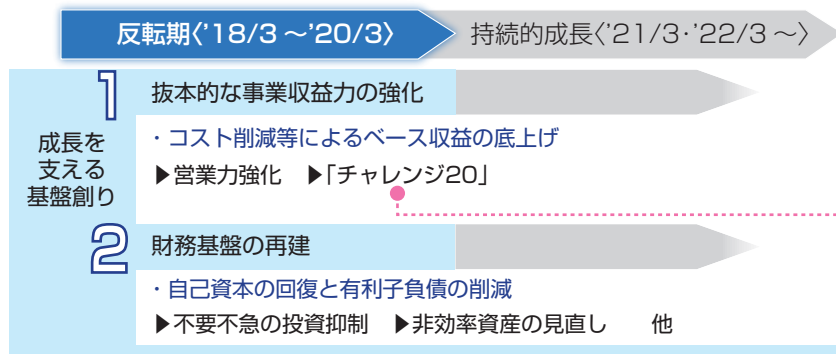 反転期〈'18/3 ～'20/3〉
持続的成長〈'21/3・'22/3 ～〉
成長を
支える
基盤創り
1
抜本的な事業収益力の強化
・コスト削減等によるベース収益の底上げ
▶営業力強化 ▶「チャレンジ20」
2
財務基盤の再建
・自己資本の回復と有利子負債の削減
▶不要不急の投資抑制 ▶非効率資産の見直し 他